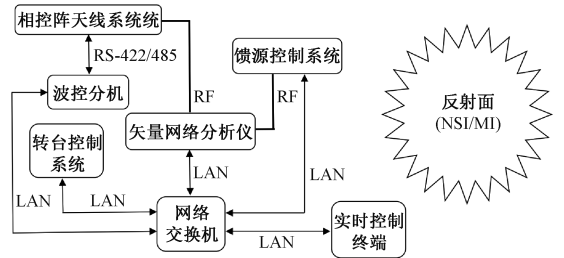 相控阵天线系统统
RS-422/485
波控分机
馈源控制系统
RF
RF
矢量网络分析仪
转台控制
系统
LAN
LAN
LAN
LAN
网络
交换机
LAN
实时控制
终端
反射面
(NSI/MI)